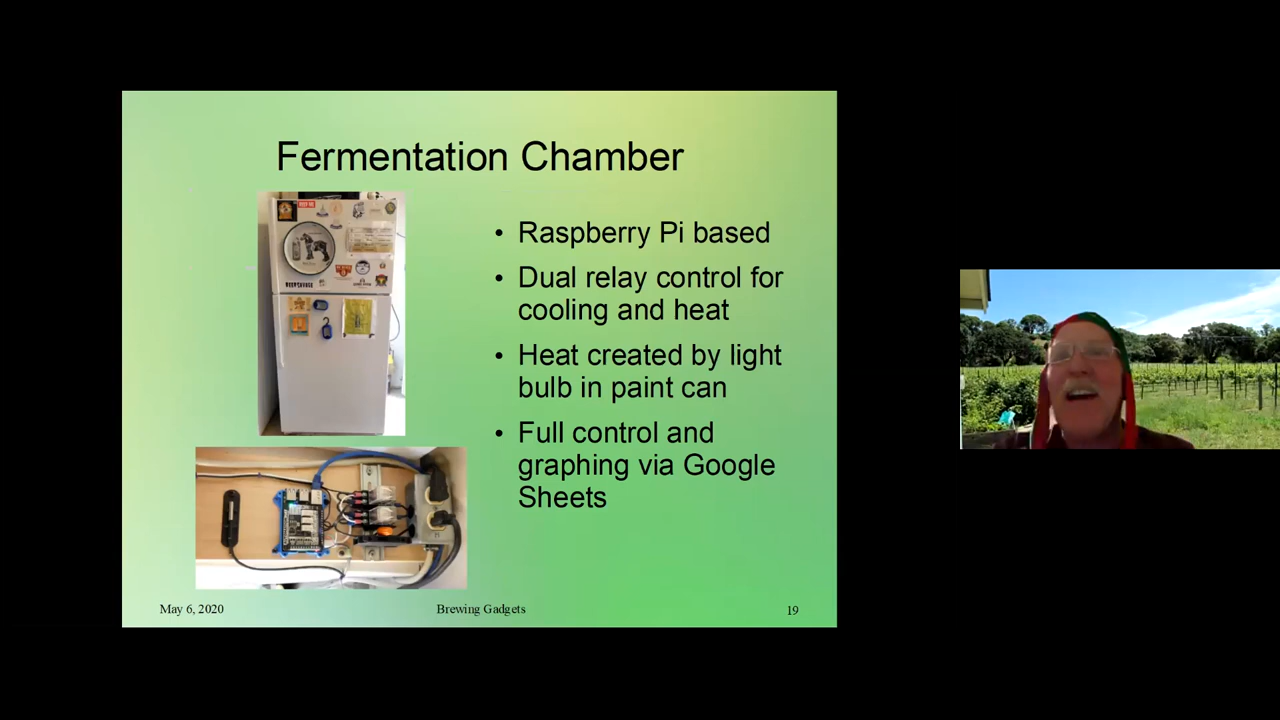 Fermentation Chamber
• Raspberry Pi based
• Dual relay control for
cooling and heat
• Heat created by light
bulb in paint can
• Full control and
graphing via Google
Sheets
May 6, 2020
Brewing Gadgets
19